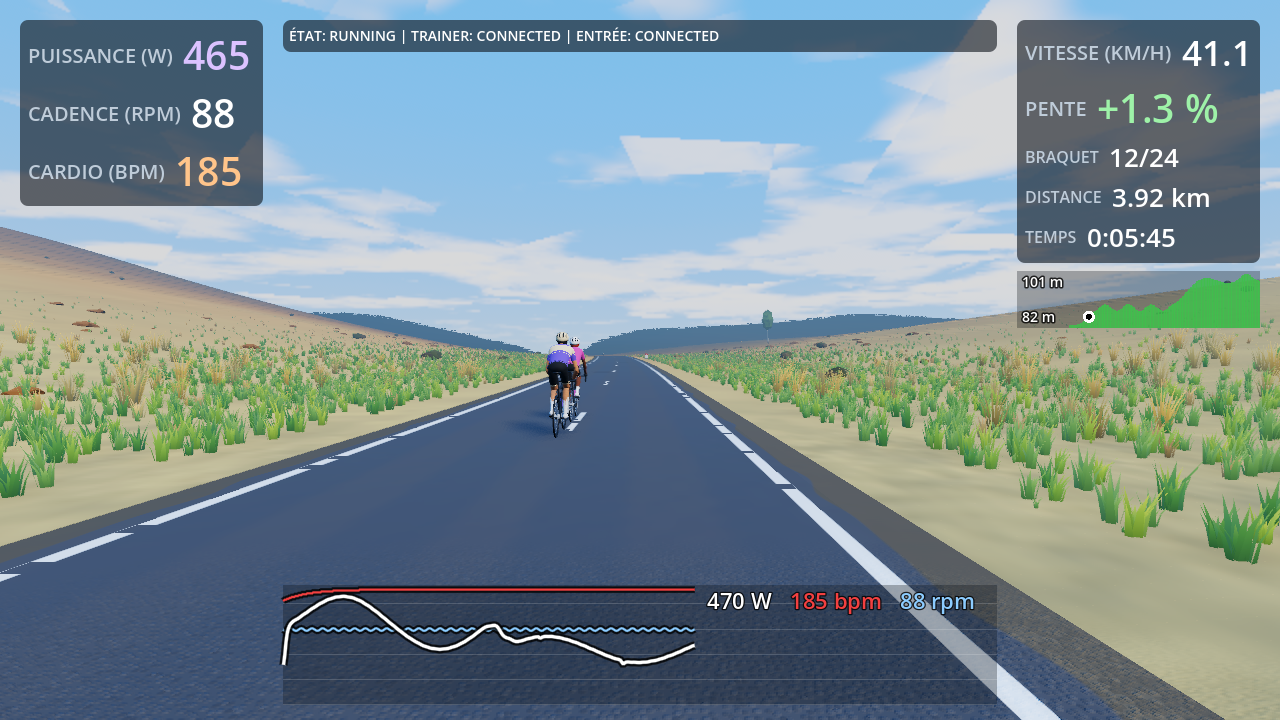 PUISSANCE (W) 465
CADENCE (RPM) 88
CARDIO (BPM) 185
ÉTAT: RUNNING | TRAINER: CONNECTED | ENTRÉE: CONNECTED
VITESSE (KM/H) 41.1
PENTE +1.3 %
BRAQUET 12/24
DISTANCE 3.92 km
TEMPS 0:05:45
101 m
82 m
470 W 185 bpm 88 rpm